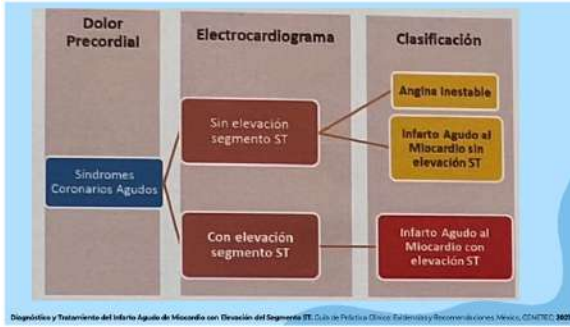 Dolor
Precordial
Electrocardiograma
Clasificación
Síndromes
Coronarios Agudos
Sin elevación
segmento ST
Con elevación
segmento ST
Angina Inestable
Infarto Agudo al
Miocardio sin
elevación ST
Infarto Agudo al
Miocardio con
elevación ST
Diagnóstico y Tratamiento del Infarto Agudo de Miocardio con Elevación del Segmento ST. Guía de Práctica Clínica: Evidencias y Recomendaciones. México, CENETEC;